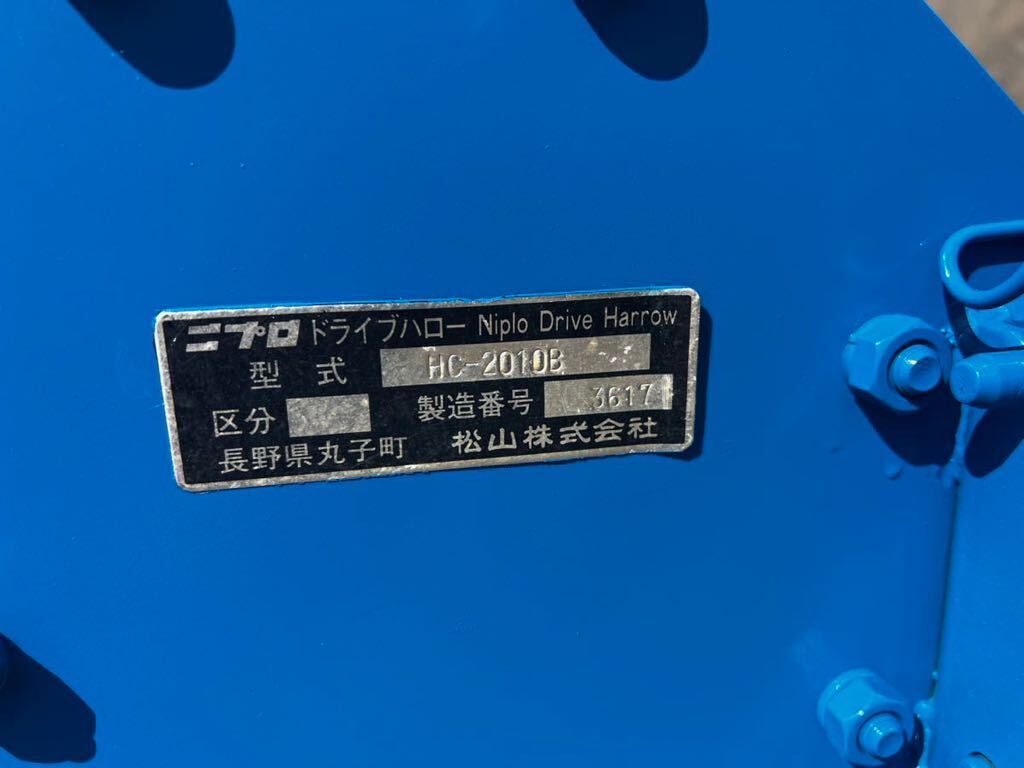 ニプロ ドライブハロー Niplo Drive Harrow
型式 HC-2010B
区分 製造番号 3617
長野県丸子町 松山株式会社